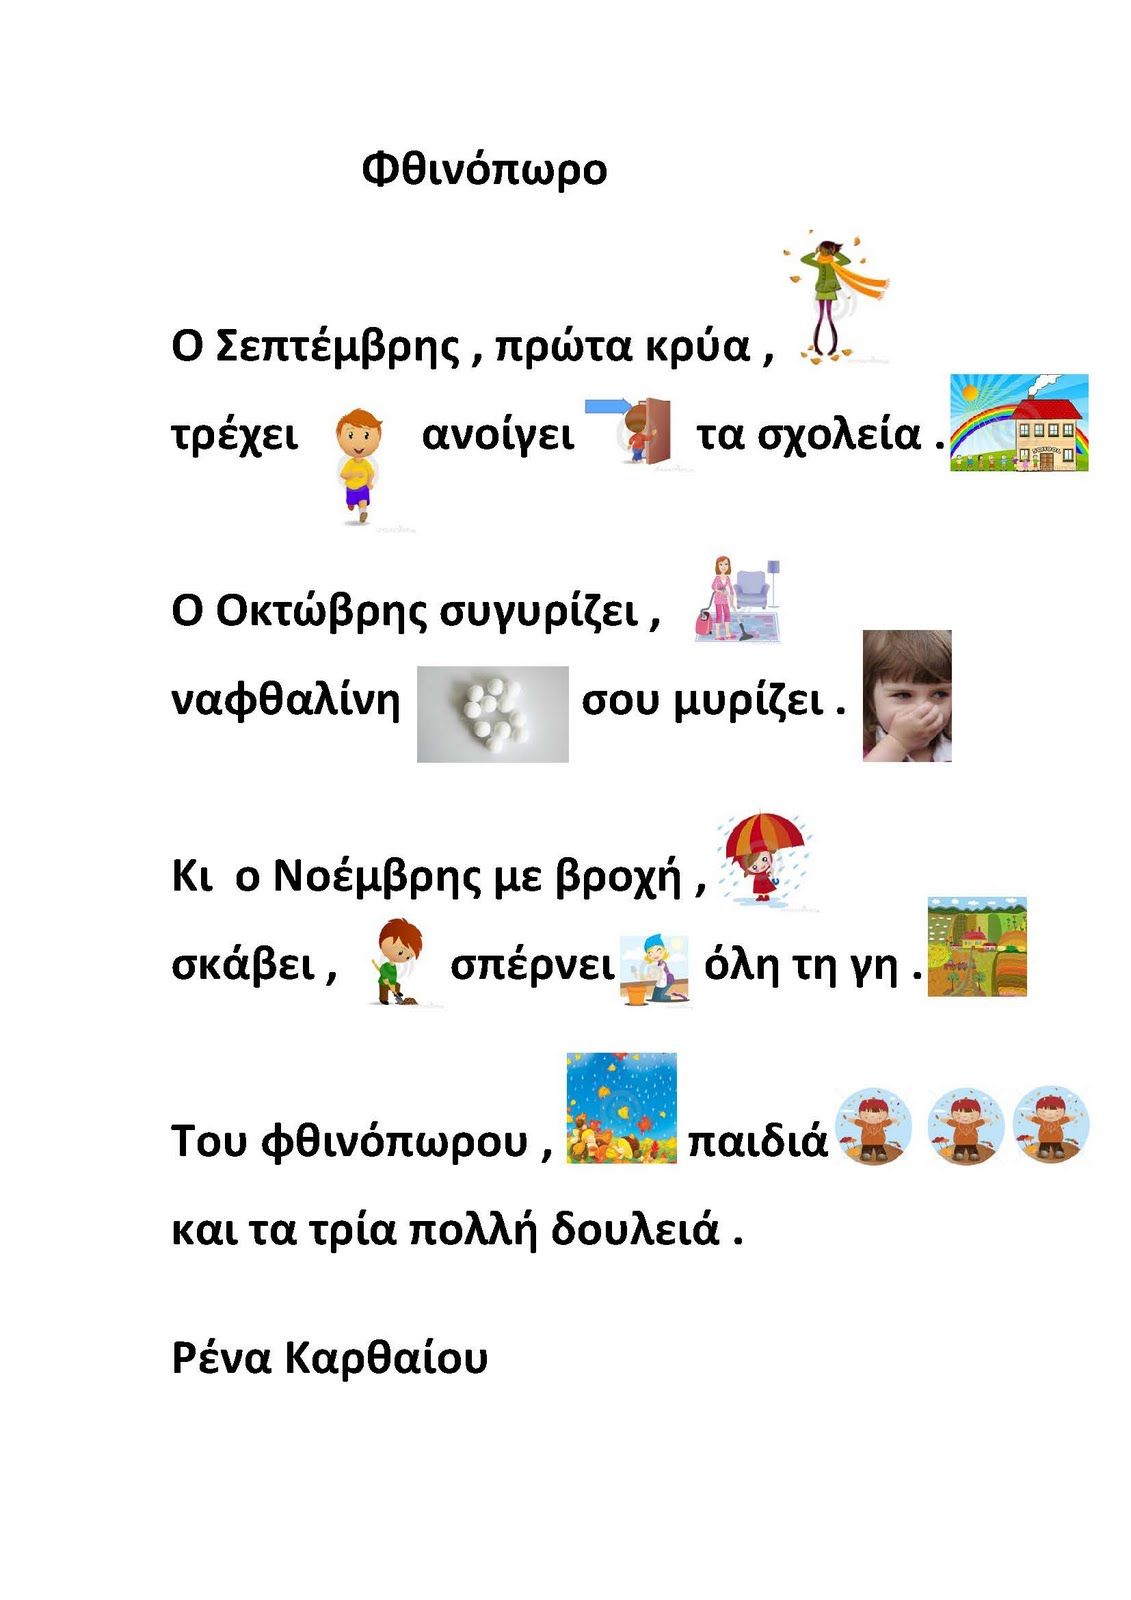 Φθινόπωρο
Ο Σεπτέμβρης , πρώτα κρύα ,
τρέχει ανοίγει τα σχολεία .
Ο Οκτώβρης συγυρίζει ,
ναφθαλίνη σου μυρίζει .
Κι ο Νοέμβρης με βροχή ,
σκάβει , σπέρνει όλη τη γη .
Του φθινόπωρου , παιδιά
και τα τρία πολλή δουλειά .
Ρένα Καρθαίου